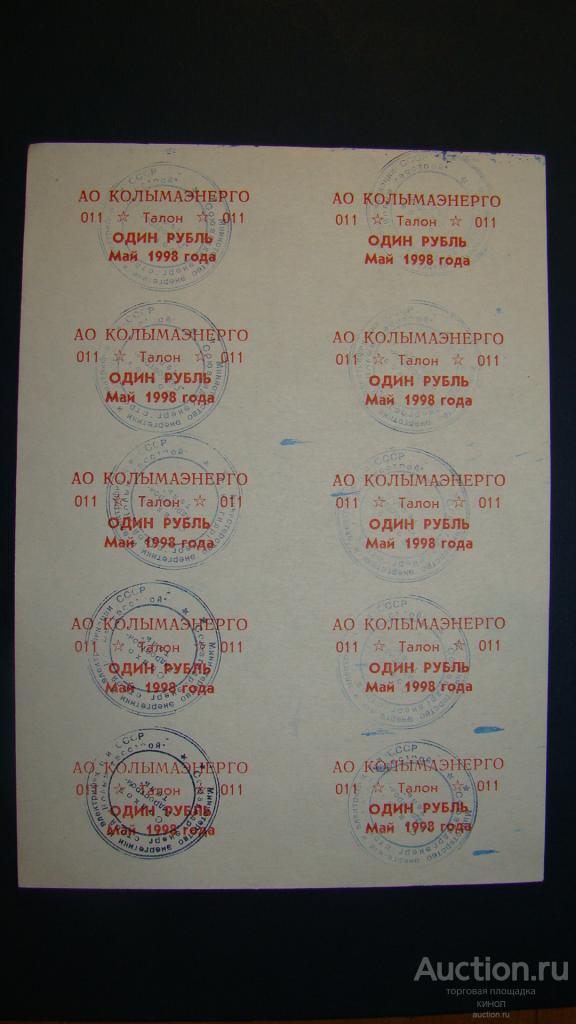 АО КОЛЫМАЭНЕРГО
011 ☆ Талон ☆ 011
ОДИН РУБЛЬ
Май 1998 года
АО КОЛЫМАЭНЕРГО
011 ☆ Талон ☆ 011
ОДИН РУБЛЬ
Май 1998 года
АО КОЛЫМАЭНЕРГО
011 ☆ Талон ☆ 011
ОДИН РУБЛЬ
Май 1998 года
АО КОЛЫМАЭНЕРГО
011 ☆ Талон ☆ 011
ОДИН РУБЛЬ
Май 1998 года
АО КОЛЫМАЭНЕРГО
011 ☆ Талон ☆ 011
ОДИН РУБЛЬ
Май 1998 года
АО КОЛЫМАЭНЕРГО
011 ☆ Талон ☆ 011
ОДИН РУБЛЬ
Май 1998 года
АО КОЛЫМАЭНЕРГО
011 ☆ Талон ☆ 011
ОДИН РУБЛЬ
Май 1998 года
АО КОЛЫМАЭНЕРГО
011 ☆ Талон ☆ 011
ОДИН РУБЛЬ
Май 1998 года
АО КОЛЫМАЭНЕРГО
011 Талон 011
ОДИН РУБЛЬ
Май 1998 года
АО КОЛЫМАЭНЕРГО
011 ☆ Талон ☆ 011
ОДИН РУБЛЬ
Май 1998 года
Министерство энергетики и электрификации СССР
Auction.ru
торговая площадка
КИНОЛ
auction.ru